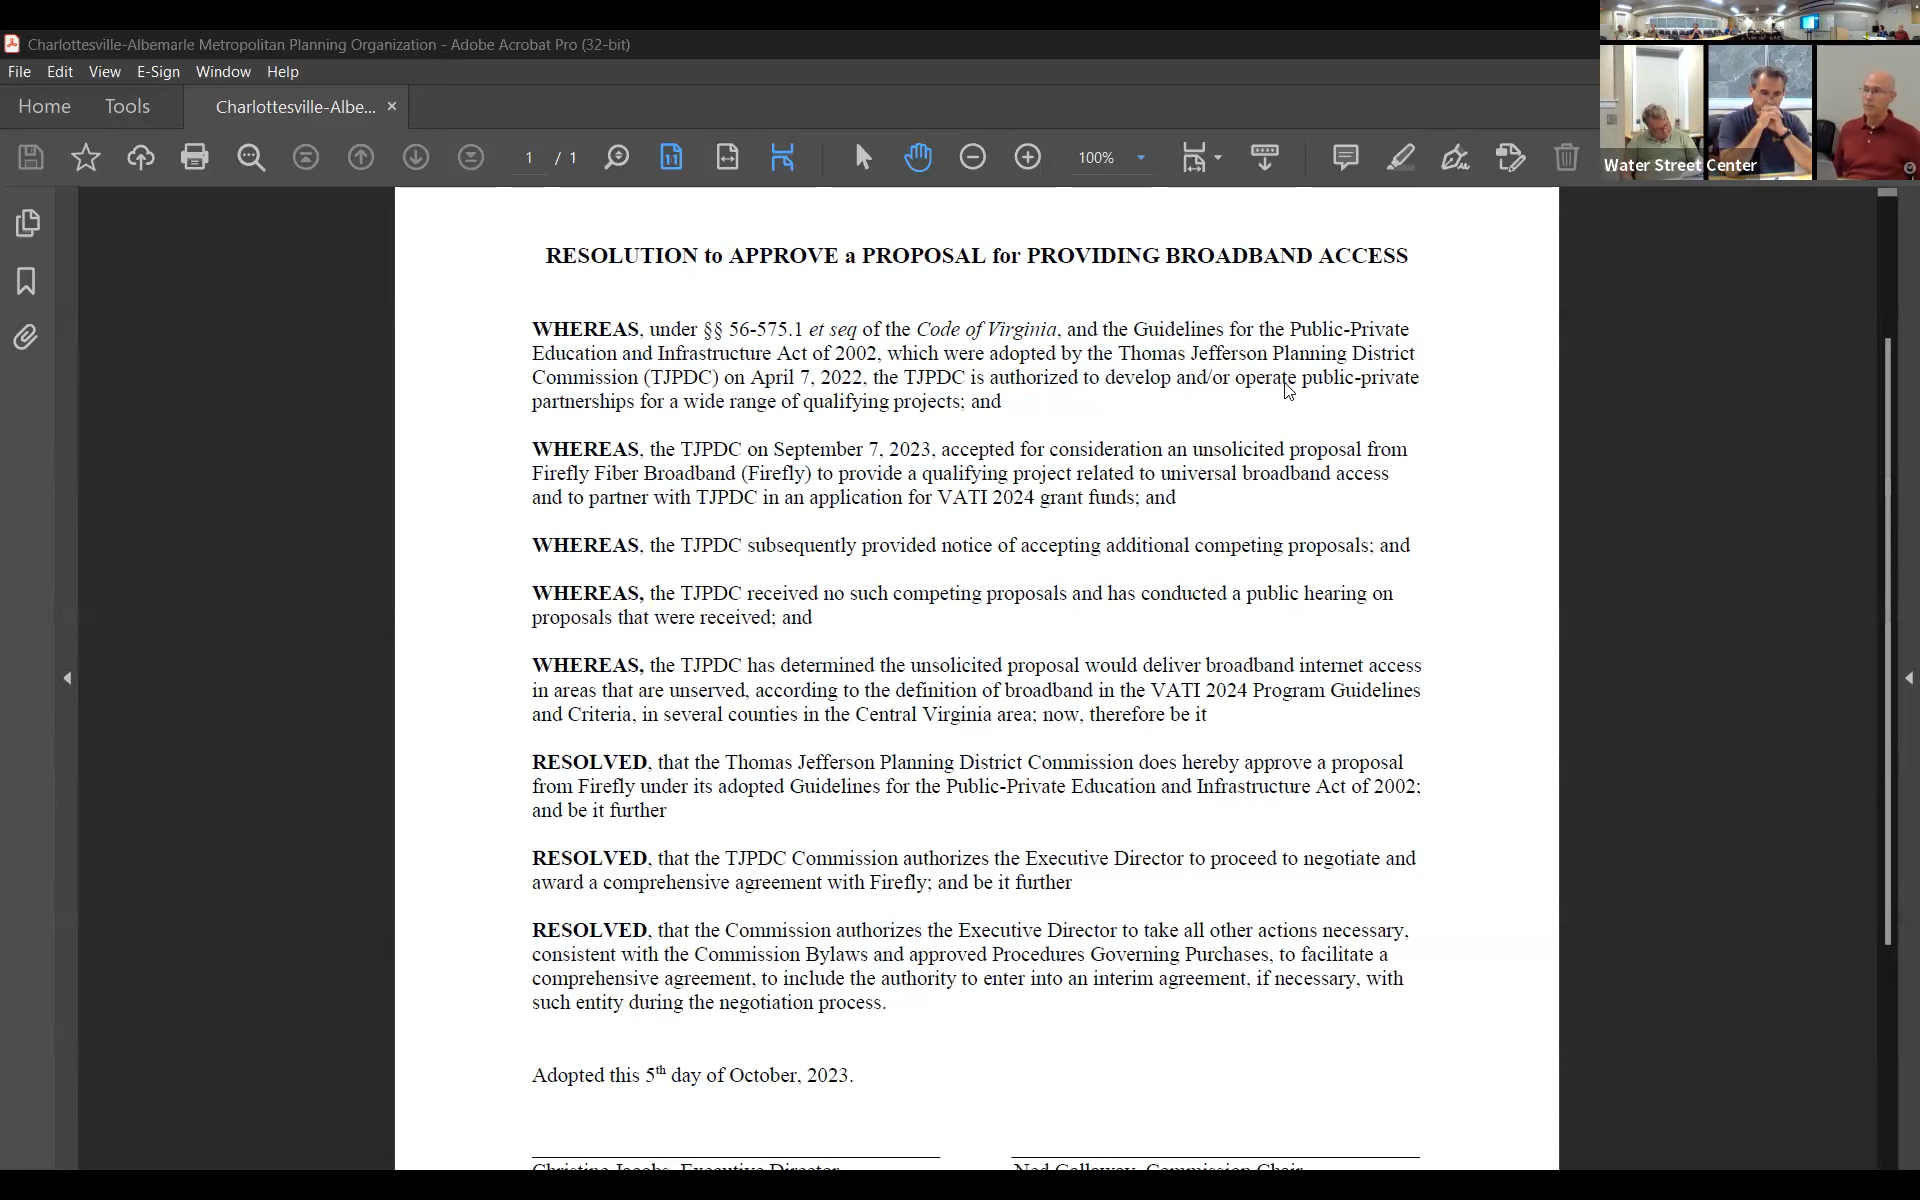 Charlottesville-Albemarle Metropolitan Planning Organization - Adobe Acrobat Pro (32-bit)
File Edit View E-Sign Window Help
Home Tools Charlottesville-Albe... ×
1 / 1 100%
Water Street Center
RESOLUTION to APPROVE a PROPOSAL for PROVIDING BROADBAND ACCESS
WHEREAS, under §§ 56-575.1 et seq of the Code of Virginia, and the Guidelines for the Public-Private
Education and Infrastructure Act of 2002, which were adopted by the Thomas Jefferson Planning District
Commission (TJPDC) on April 7, 2022, the TJPDC is authorized to develop and/or operate public-private
partnerships for a wide range of qualifying projects; and
WHEREAS, the TJPDC on September 7, 2023, accepted for consideration an unsolicited proposal from
Firefly Fiber Broadband (Firefly) to provide a qualifying project related to universal broadband access
and to partner with TJPDC in an application for VATI 2024 grant funds; and
WHEREAS, the TJPDC subsequently provided notice of accepting additional competing proposals; and
WHEREAS, the TJPDC received no such competing proposals and has conducted a public hearing on
proposals that were received; and
WHEREAS, the TJPDC has determined the unsolicited proposal would deliver broadband internet access
in areas that are unserved, according to the definition of broadband in the VATI 2024 Program Guidelines
and Criteria, in several counties in the Central Virginia area; now, therefore be it
RESOLVED, that the Thomas Jefferson Planning District Commission does hereby approve a proposal
from Firefly under its adopted Guidelines for the Public-Private Education and Infrastructure Act of 2002;
and be it further
RESOLVED, that the TJPDC Commission authorizes the Executive Director to proceed to negotiate and
award a comprehensive agreement with Firefly; and be it further
RESOLVED, that the Commission authorizes the Executive Director to take all other actions necessary,
consistent with the Commission Bylaws and approved Procedures Governing Purchases, to facilitate a
comprehensive agreement, to include the authority to enter into an interim agreement, if necessary, with
such entity during the negotiation process.
Adopted this 5th day of October, 2023.
Christine Jacobs, Executive Director Ned Gallaway, Commission Chair